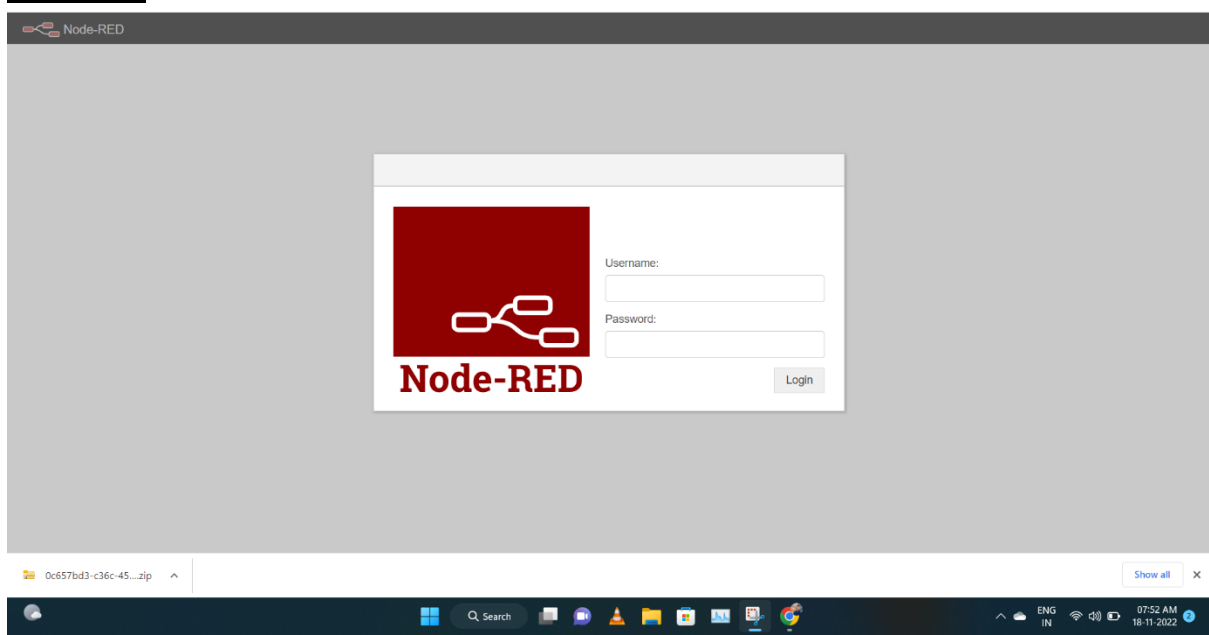 Node-RED
Username:
Password:
Node-RED
Login
0c657bd3-c36c-45....zip
Show all
Search
ENG
IN
07:52 AM
18-11-2022
2